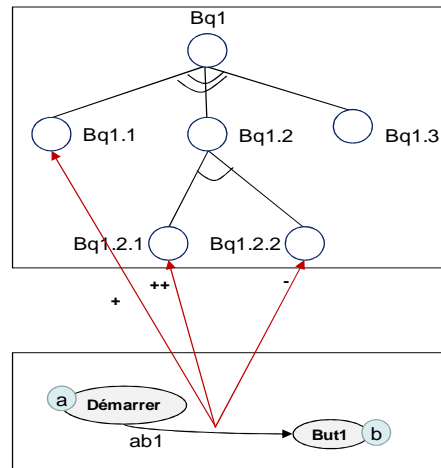 Bq1
Bq1.1
Bq1.2
Bq1.3
Bq1.2.1
Bq1.2.2
+
++
-
a
Démarrer
ab1
But1
b